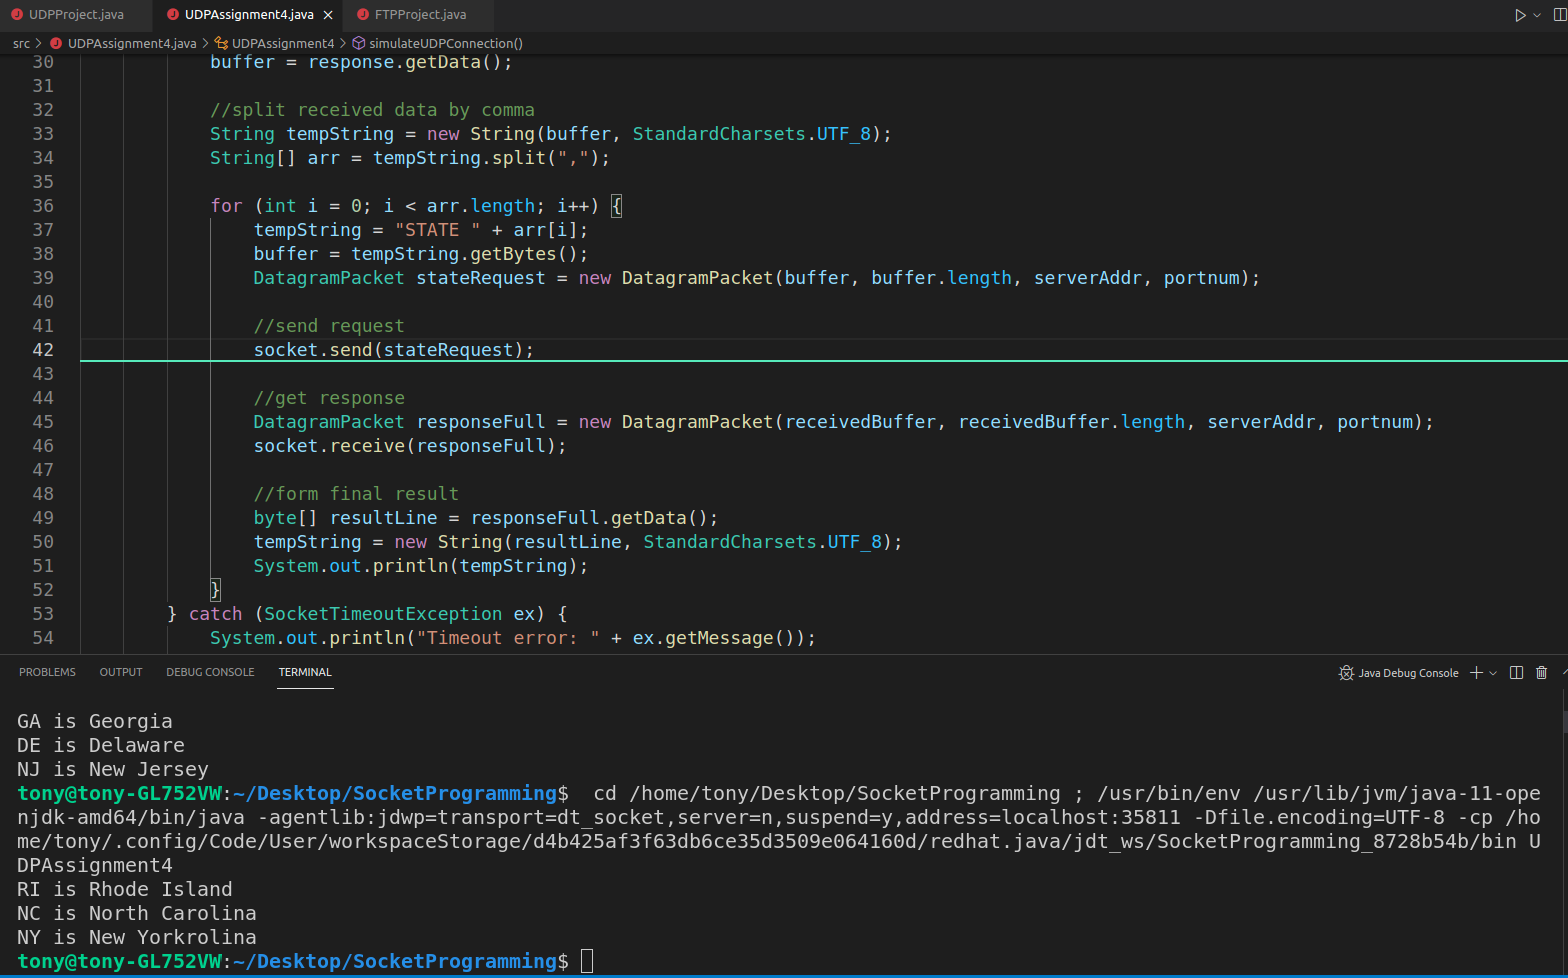 UDPProject.java UDPAssignment4.java FTPProject.java
src > UDPAssignment4.java > UDPAssignment4 > simulateUDPConnection()
30 buffer = response.getData();
31
32 //split received data by comma
33 String tempString = new String(buffer, StandardCharsets.UTF_8);
34 String[] arr = tempString.split(",");
35
36 for (int i = 0; i < arr.length; i++) {
37 tempString = "STATE " + arr[i];
38 buffer = tempString.getBytes();
39 DatagramPacket stateRequest = new DatagramPacket(buffer, buffer.length, serverAddr, portnum);
40
41 //send request
42 socket.send(stateRequest);
43
44 //get response
45 DatagramPacket responseFull = new DatagramPacket(receivedBuffer, receivedBuffer.length, serverAddr, portnum);
46 socket.receive(responseFull);
47
48 //form final result
49 byte[] resultLine = responseFull.getData();
50 tempString = new String(resultLine, StandardCharsets.UTF_8);
51 System.out.println(tempString);
52 }
53 } catch (SocketTimeoutException ex) {
54 System.out.println("Timeout error: " + ex.getMessage());
PROBLEMS OUTPUT DEBUG CONSOLE TERMINAL Java Debug Console
GA is Georgia
DE is Delaware
NJ is New Jersey
tony@tony-GL752VW:~/Desktop/SocketProgramming$  cd /home/tony/Desktop/SocketProgramming ; /usr/bin/env /usr/lib/jvm/java-11-ope
njdk-amd64/bin/java -agentlib:jdwp=transport=dt_socket,server=n,suspend=y,address=localhost:35811 -Dfile.encoding=UTF-8 -cp /ho
me/tony/.config/Code/User/workspaceStorage/d4b425af3f63db6ce35d3509e064160d/redhat.java/jdt_ws/SocketProgramming_8728b54b/bin U
DPAssignment4
RI is Rhode Island
NC is North Carolina
NY is New Yorkrolina
tony@tony-GL752VW:~/Desktop/SocketProgramming$